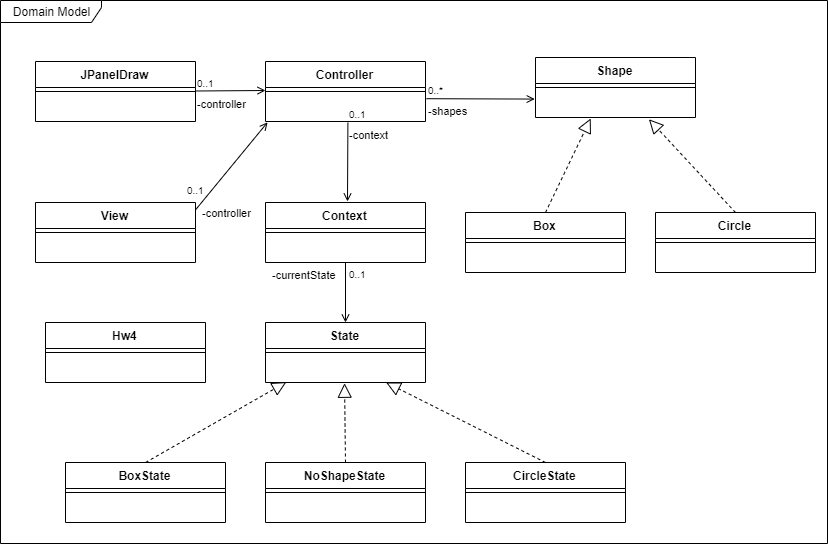 Domain Model
JPanelDraw
0..1
-controller
Controller
0..1
-context
0..*
-shapes
Shape
View
0..1
-controller
Context
-currentState
0..1
Box
Circle
Hw4
State
BoxState
NoShapeState
CircleState